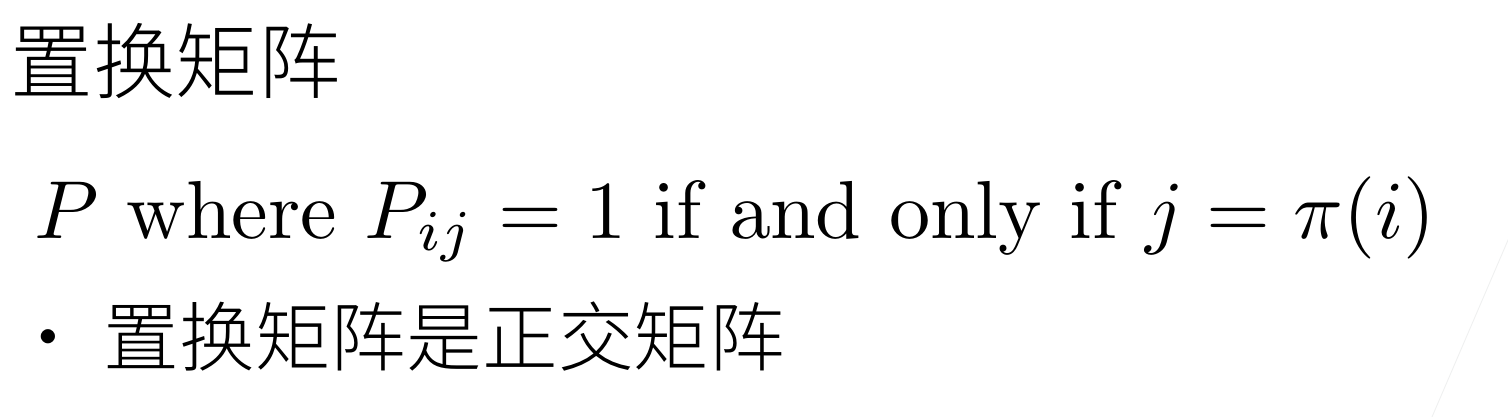 置换矩阵
P where P_{ij} = 1 if and only if j = π(i)
• 置换矩阵是正交矩阵